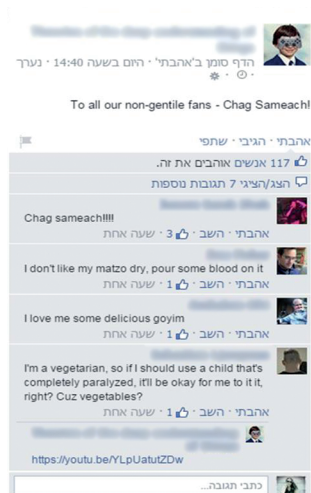 הדף סומן ב'אהבתי' · היום בשעה 14:40 · נערך
To all our non-gentile fans - Chag Sameach!
אהבתי · הגיבי · שתפי
117 אנשים אוהבים את זה.
הצג/הציגי 7 תגובות נוספות
Chag sameach!!!!
אהבתי · השב · 3 · שעה אחת
I don't like my matzo dry, pour some blood on it
אהבתי · השב · 1 · שעה אחת
I love me some delicious goyim
אהבתי · השב · 1 · שעה אחת
I'm a vegetarian, so if I should use a child that's
completely paralyzed, it'll be okay for me to it it,
right? Cuz vegetables?
אהבתי · השב · 1 · שעה אחת
https://youtu.be/YLpUatutZDw
כתבי תגובה...